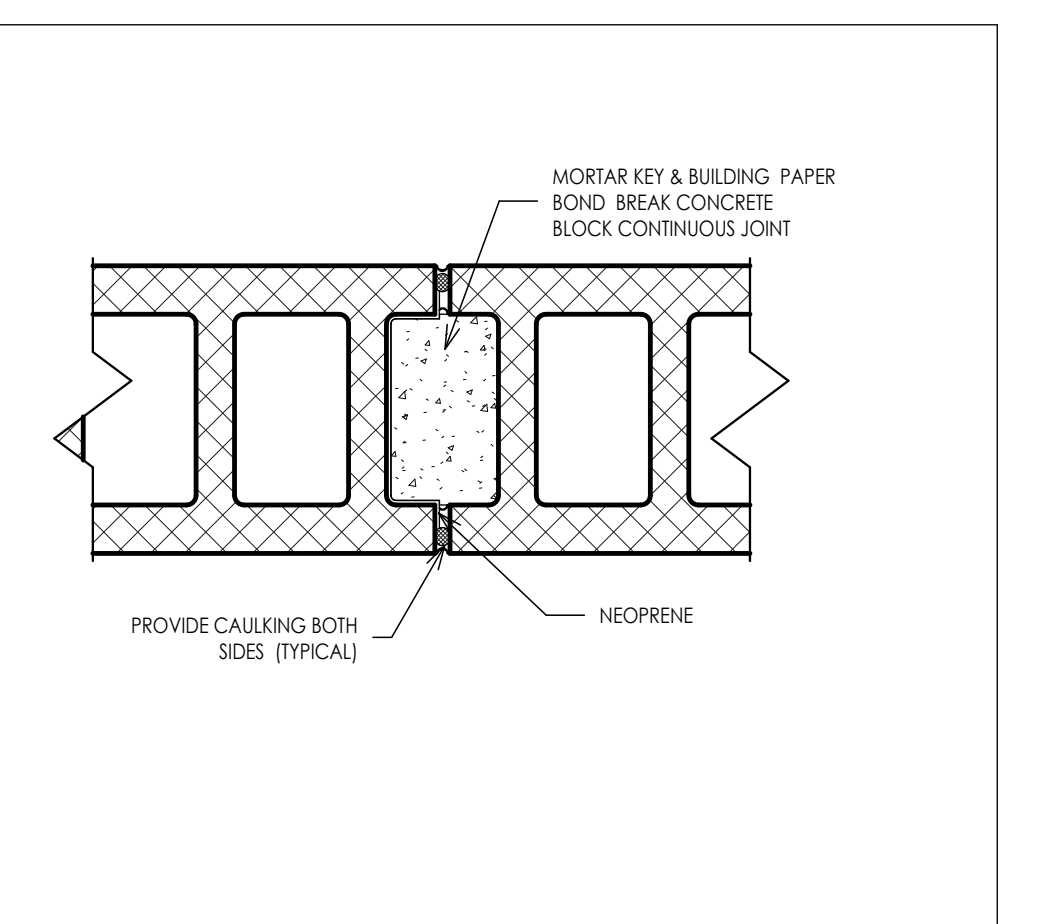 MORTAR KEY & BUILDING PAPER
BOND BREAK CONCRETE
BLOCK CONTINUOUS JOINT
PROVIDE CAULKING BOTH
SIDES (TYPICAL)
NEOPRENE